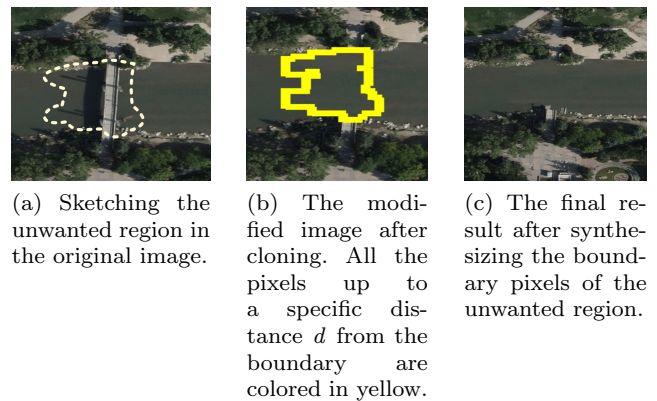 (a) Sketching the
unwanted region in
the original image.
(b) The modi-
fied image after
cloning. All the
pixels up to
a specific dis-
tance d from the
boundary are
colored in yellow.
(c) The final re-
sult after synthe-
sizing the bound-
ary pixels of the
unwanted region.